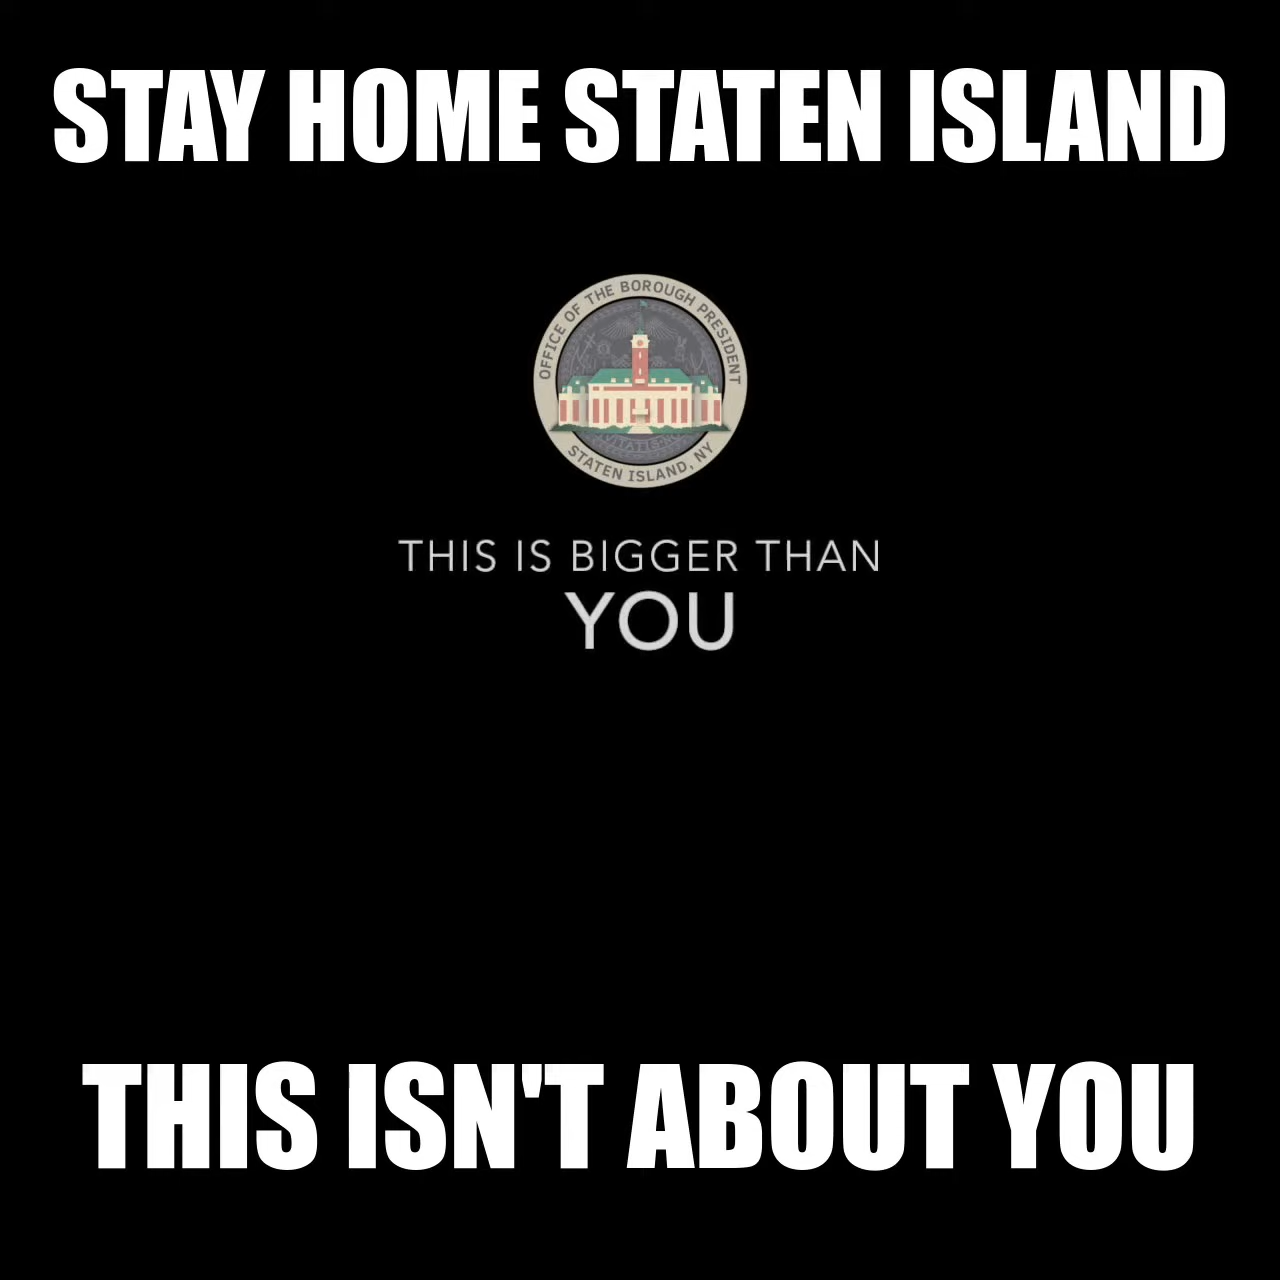 STAY HOME STATEN ISLAND
OFFICE OF THE BOROUGH PRESIDENT
STATEN ISLAND, NY
THIS IS BIGGER THAN
YOU
THIS ISN'T ABOUT YOU